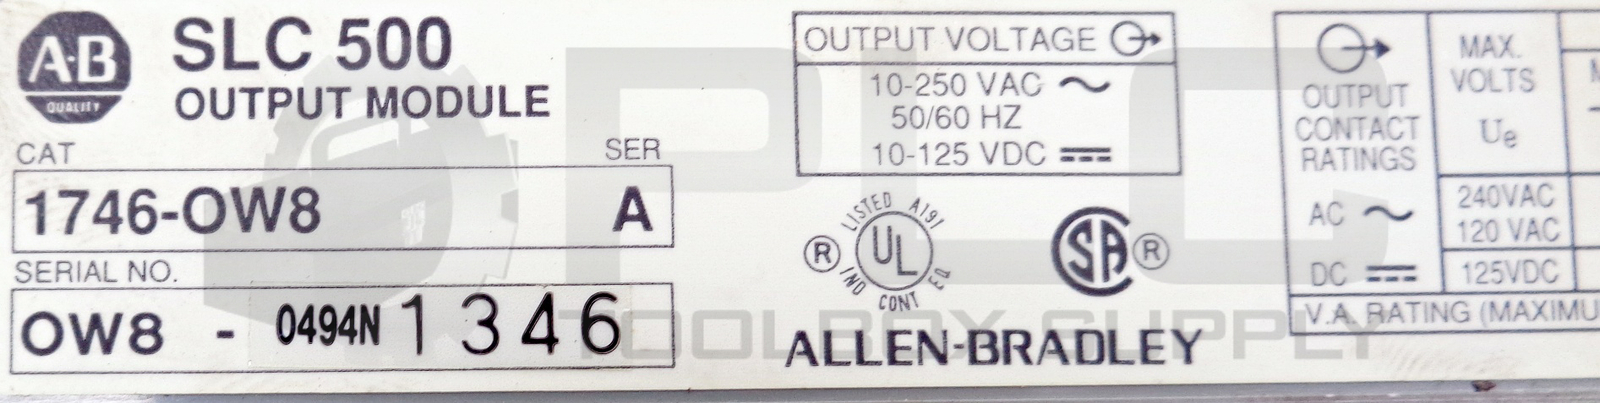 A-B
QUALITY
SLC 500
OUTPUT MODULE
CAT
SER
1746-OW8
A
SERIAL NO.
OW8 - 0494N 1346
OUTPUT VOLTAGE
10-250 VAC
50/60 HZ
10-125 VDC
® LISTED A191
UL
IND CONT EQ
SA ®
ALLEN-BRADLEY
OUTPUT
CONTACT
RATINGS
MAX.
VOLTS
Ue
AC
240VAC
120 VAC
DC
125VDC
V.A. RATING (MAXIMU
PLC
TOOLBOX SUPPLY